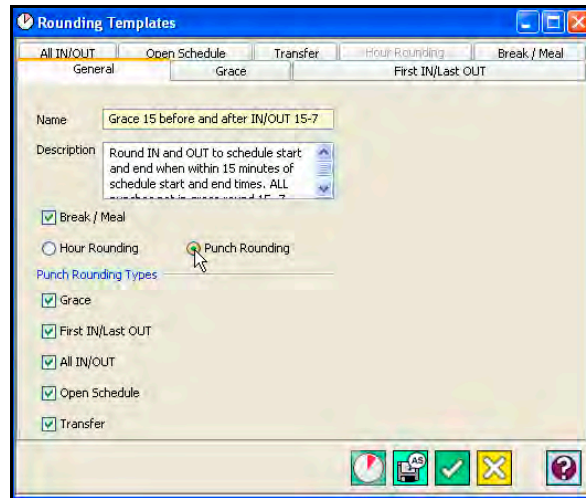 Rounding Templates
All IN/OUT Open Schedule Transfer Hour Rounding Break / Meal
General Grace First IN/Last OUT
Name Grace 15 before and after IN/OUT 15-7
Description Round IN and OUT to schedule start
and end when within 15 minutes of
schedule start and end times. ALL
Break / Meal
Hour Rounding Punch Rounding
Punch Rounding Types
Grace
First IN/Last OUT
All IN/OUT
Open Schedule
Transfer
AS
?